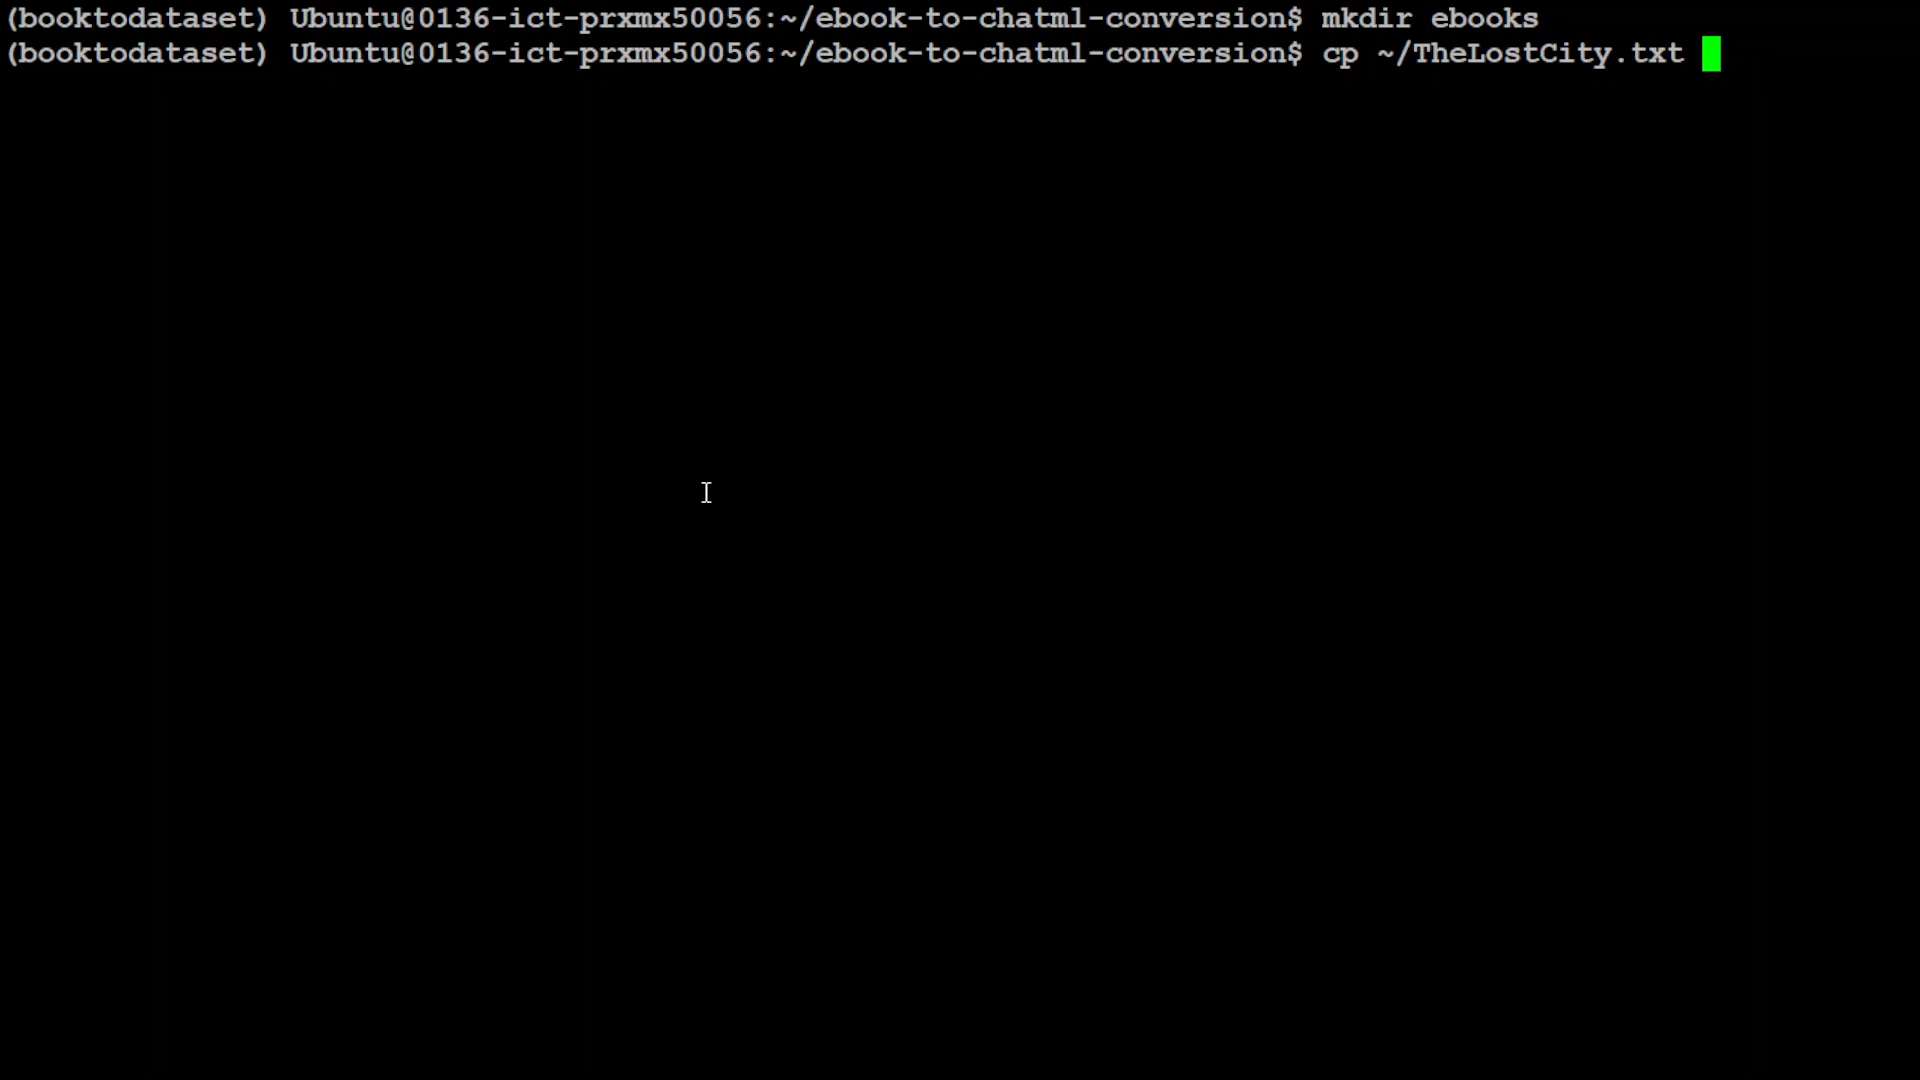 (booktodataset) Ubuntu@0136-ict-prxmx50056:~/ebook-to-chatml-conversion$ mkdir ebooks
(booktodataset) Ubuntu@0136-ict-prxmx50056:~/ebook-to-chatml-conversion$ cp ~/TheLostCity.txt